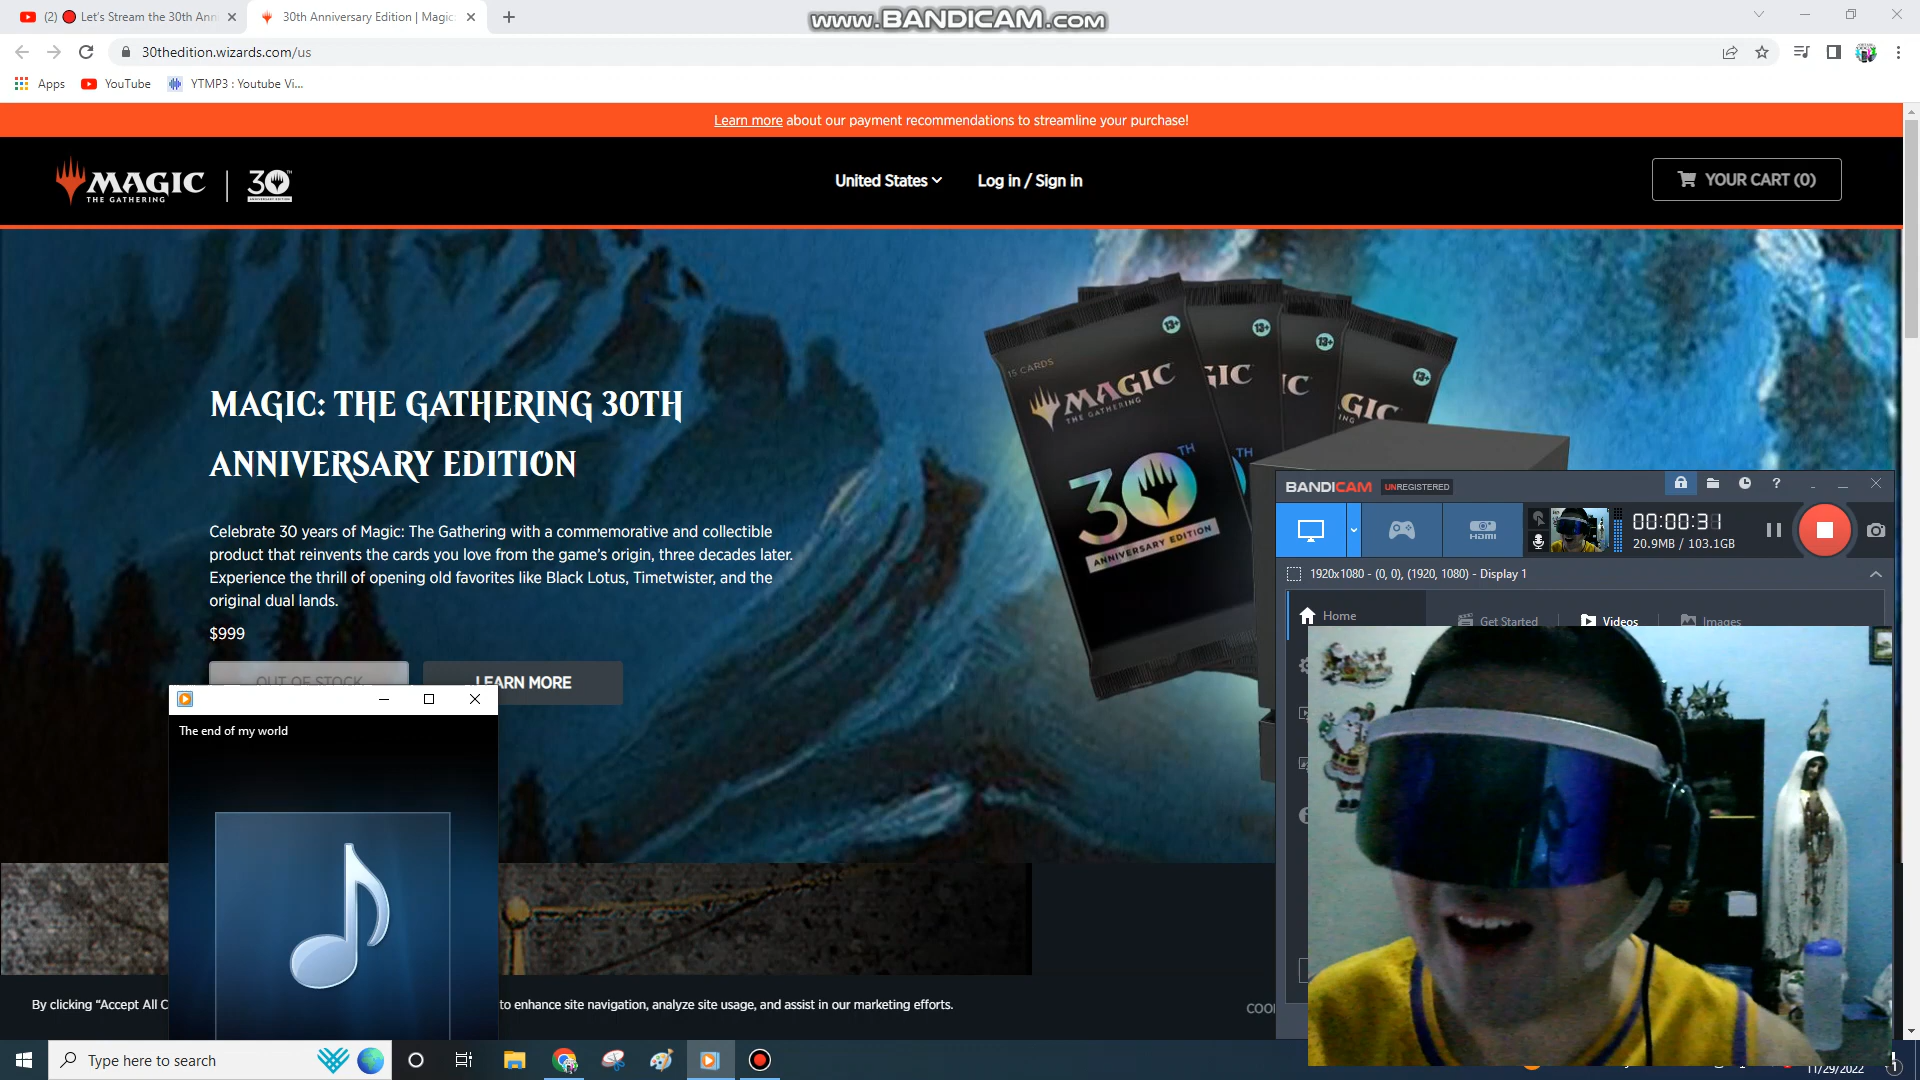 (2) Let's Stream the 30th Ann
30th Anniversary Edition | Magic:
www.BANDICAM.com
30thedition.wizards.com/us
Apps
YouTube
YTMP3 : Youtube Vi...
Learn more about our payment recommendations to streamline your purchase!
MAGIC
THE GATHERING
30
United States
Log in / Sign in
YOUR CART (0)
15 CARDS
13+
13+
13+
13+
MAGIC
THE GATHERING
30TH
ANNIVERSARY EDITION
MAGIC: THE GATHERING 30TH
ANNIVERSARY EDITION
Celebrate 30 years of Magic: The Gathering with a commemorative and collectible
product that reinvents the cards you love from the game's origin, three decades later.
Experience the thrill of opening old favorites like Black Lotus, Timetwister, and the
original dual lands.
$999
OUT OF STOCK
LEARN MORE
The end of my world
BANDICAM
UNREGISTERED
HDMI
00:00:31
20.9MB / 103.1GB
1920x1080 - (0, 0), (1920, 1080) - Display 1
Home
Get Started
Videos
Images
By clicking “Accept All C
to enhance site navigation, analyze site usage, and assist in our marketing efforts.
COO
Type here to search
11/29/2022
1